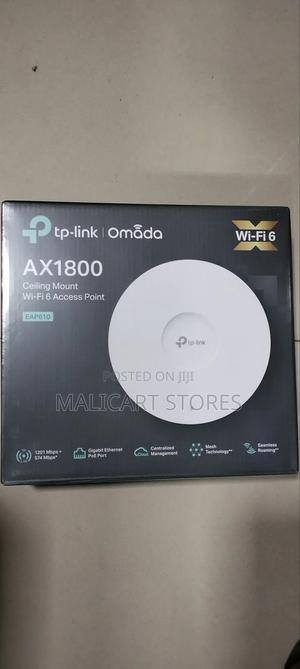 tp-link | omada
Wi-Fi 6
AX1800
Ceiling Mount
Wi-Fi 6 Access Point
EAP610
tp-link
POSTED ON JIJI
MALICART STORES
1201 Mbps +
574 Mbps*
Gigabit Ethernet
PoE Port
Centralized
Management
Mesh
Technology**
Seamless
Roaming**